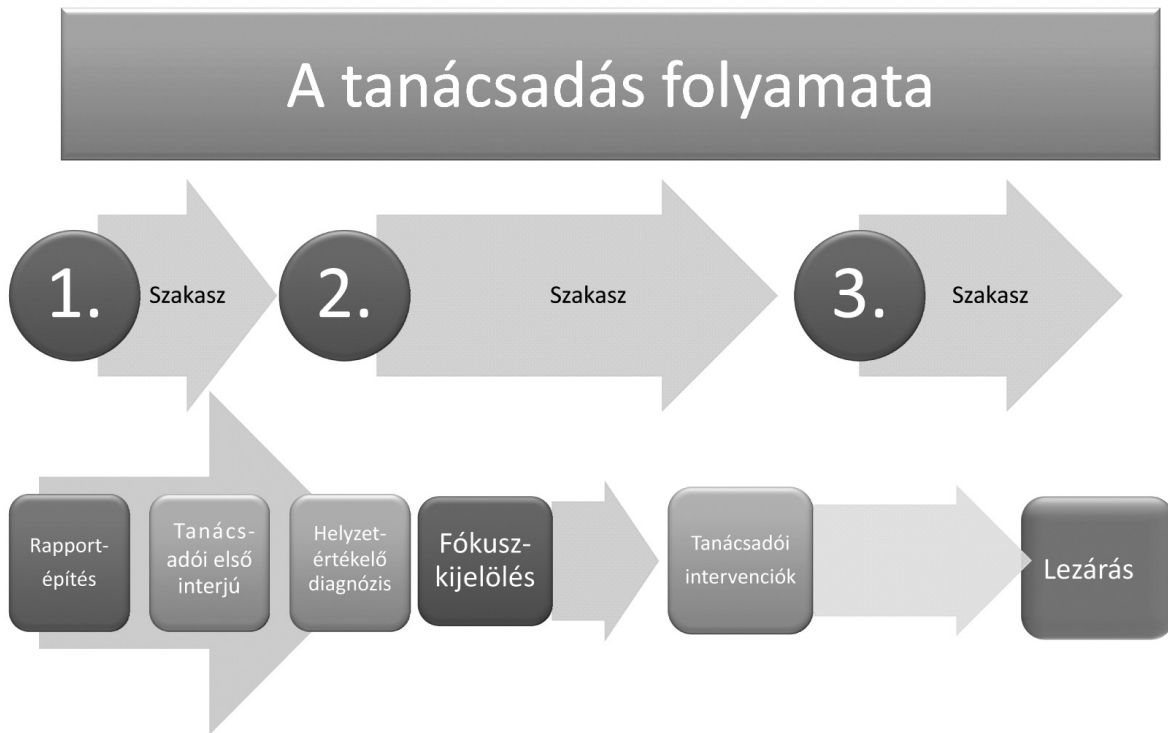 A tanácsadás folyamata
1.
Szakasz
2.
Szakasz
3.
Szakasz
Rapport-
építés
Tanács-
adói első
interjú
Helyzet-
értékelő
diagnózis
Fókusz-
kijelölés
Tanácsadói
intervenciók
Lezárás